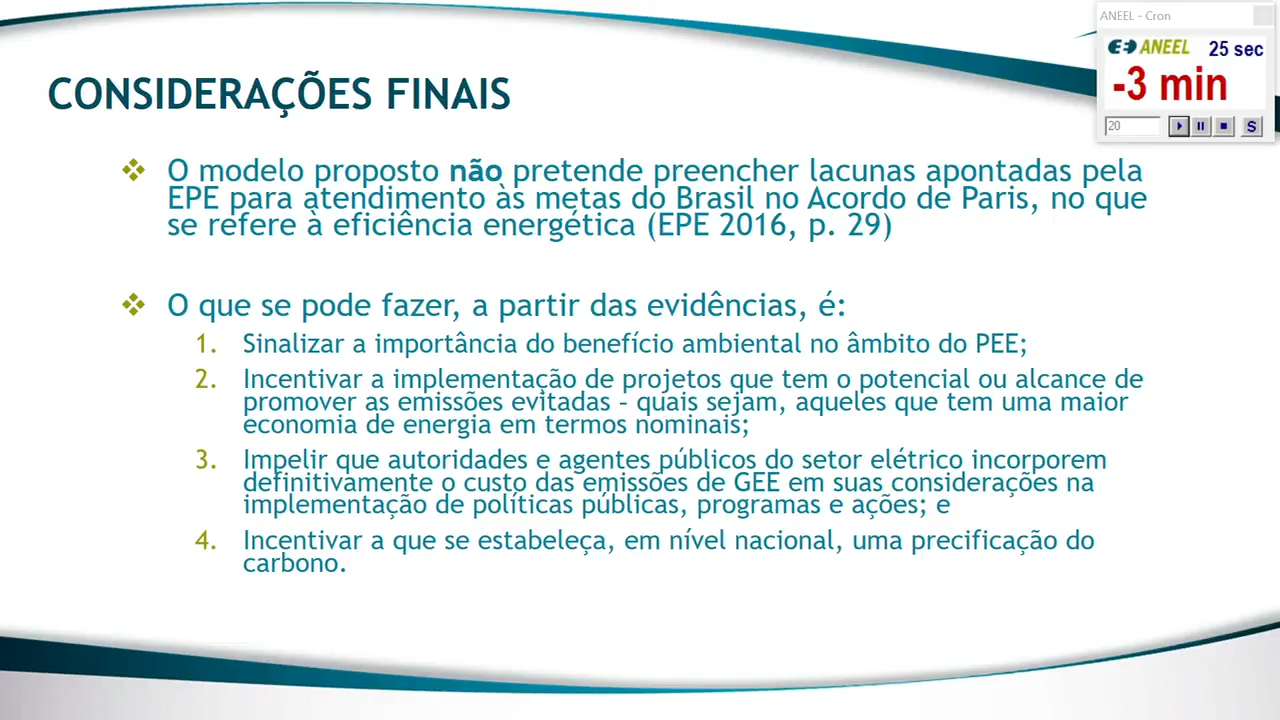 ANEEL - Cron
ANEEL 25 sec
-3 min
20
S
CONSIDERAÇÕES FINAIS
O modelo proposto não pretende preencher lacunas apontadas pela
EPE para atendimento às metas do Brasil no Acordo de Paris, no que
se refere à eficiência energética (EPE 2016, p. 29)
O que se pode fazer, a partir das evidências, é:
1. Sinalizar a importância do benefício ambiental no âmbito do PEE;
2. Incentivar a implementação de projetos que tem o potencial ou alcance de
promover as emissões evitadas – quais sejam, aqueles que tem uma maior
economia de energia em termos nominais;
3. Impelir que autoridades e agentes públicos do setor elétrico incorporem
definitivamente o custo das emissões de GEE em suas considerações na
implementação de políticas públicas, programas e ações; e
4. Incentivar a que se estabeleça, em nível nacional, uma precificação do
carbono.